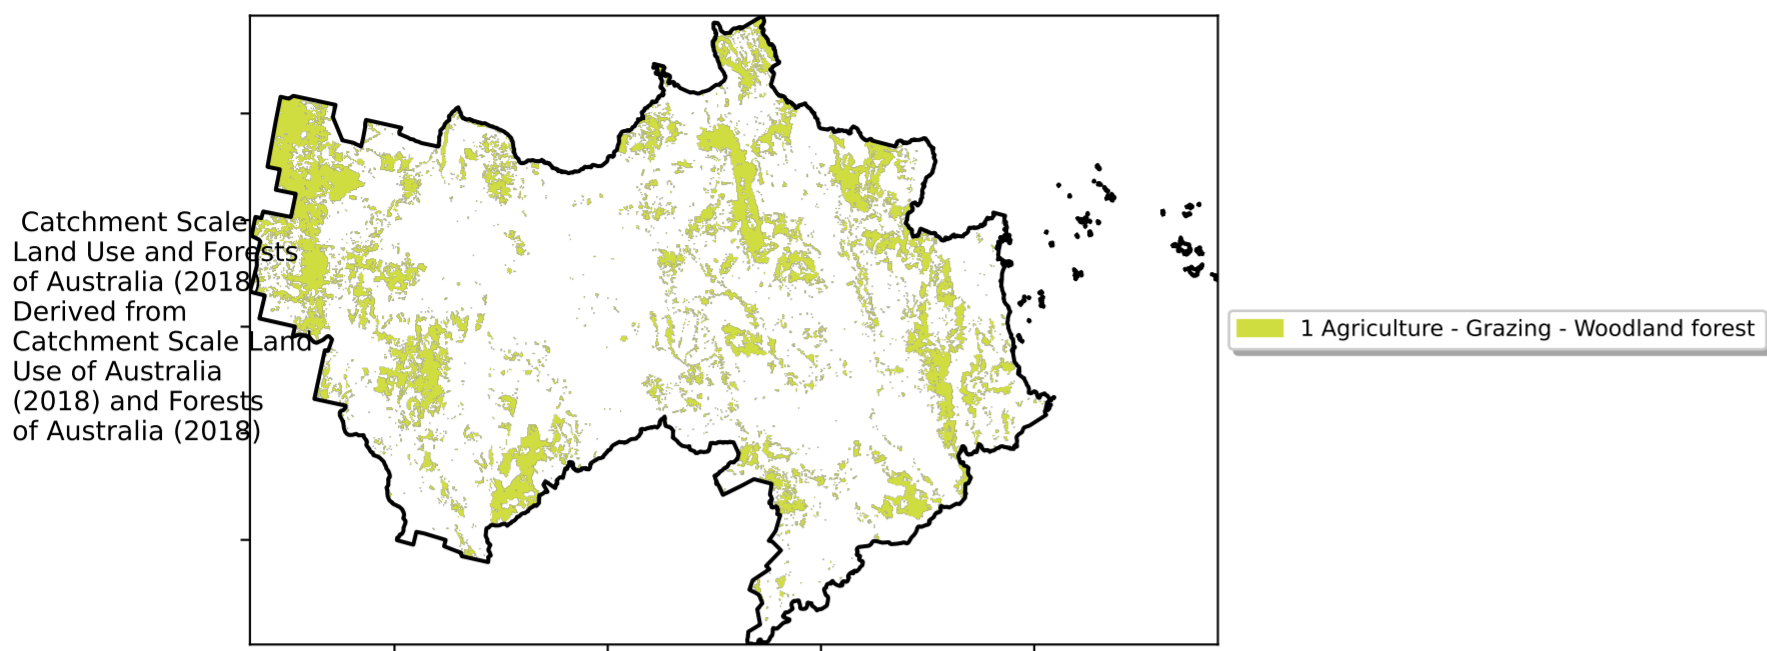 Catchment Scale
Land Use and Forests
of Australia (2018)
Derived from
Catchment Scale Land
Use of Australia
(2018) and Forests
of Australia (2018)
1 Agriculture - Grazing - Woodland forest